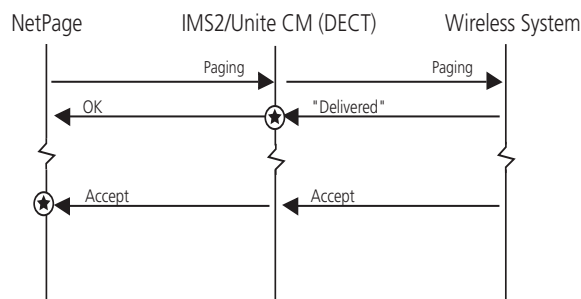 NetPage IMS2/Unite CM (DECT) Wireless System
Paging Paging
OK "Delivered"
Accept Accept